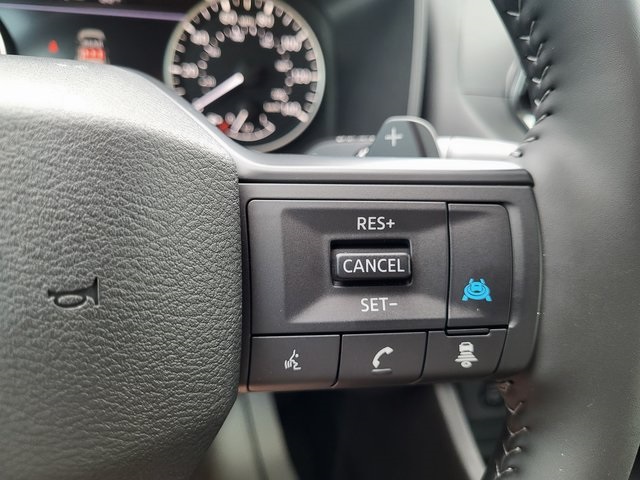 RES+
CANCEL
SET-
+